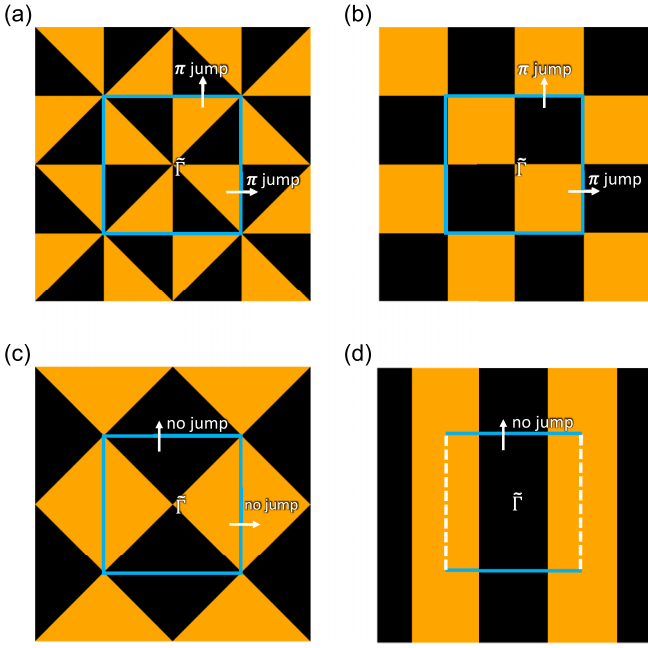 (a)
π jump
Γ̃
π jump
(b)
π jump
Γ̃
π jump
(c)
no jump
Γ̃
no jump
(d)
no jump
Γ̃